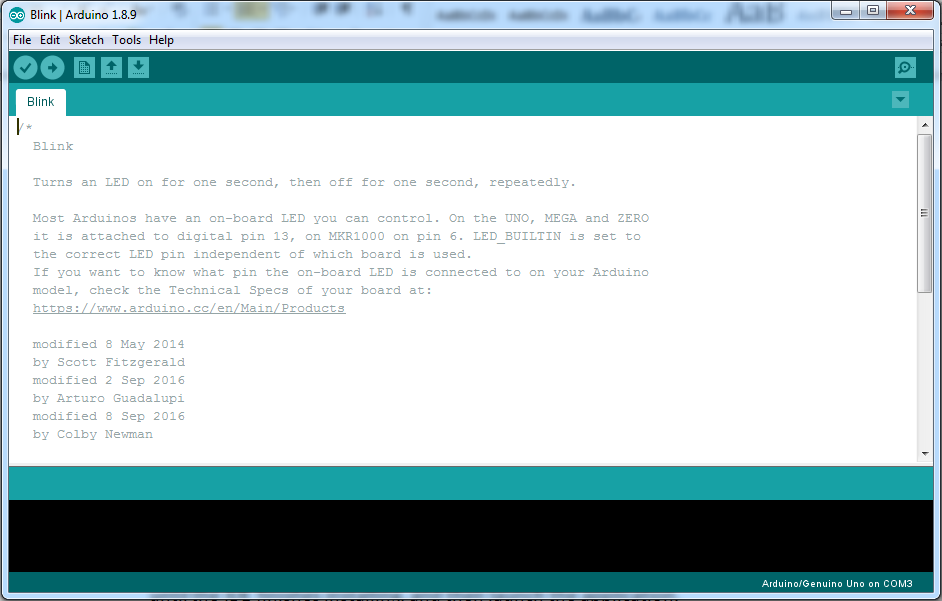 Blink | Arduino 1.8.9
File Edit Sketch Tools Help
Blink
/*
Blink
Turns an LED on for one second, then off for one second, repeatedly.
Most Arduinos have an on-board LED you can control. On the UNO, MEGA and ZERO
it is attached to digital pin 13, on MKR1000 on pin 6. LED_BUILTIN is set to
the correct LED pin independent of which board is used.
If you want to know what pin the on-board LED is connected to on your Arduino
model, check the Technical Specs of your board at:
https://www.arduino.cc/en/Main/Products
modified 8 May 2014
by Scott Fitzgerald
modified 2 Sep 2016
by Arturo Guadalupi
modified 8 Sep 2016
by Colby Newman
Arduino/Genuino Uno on COM3